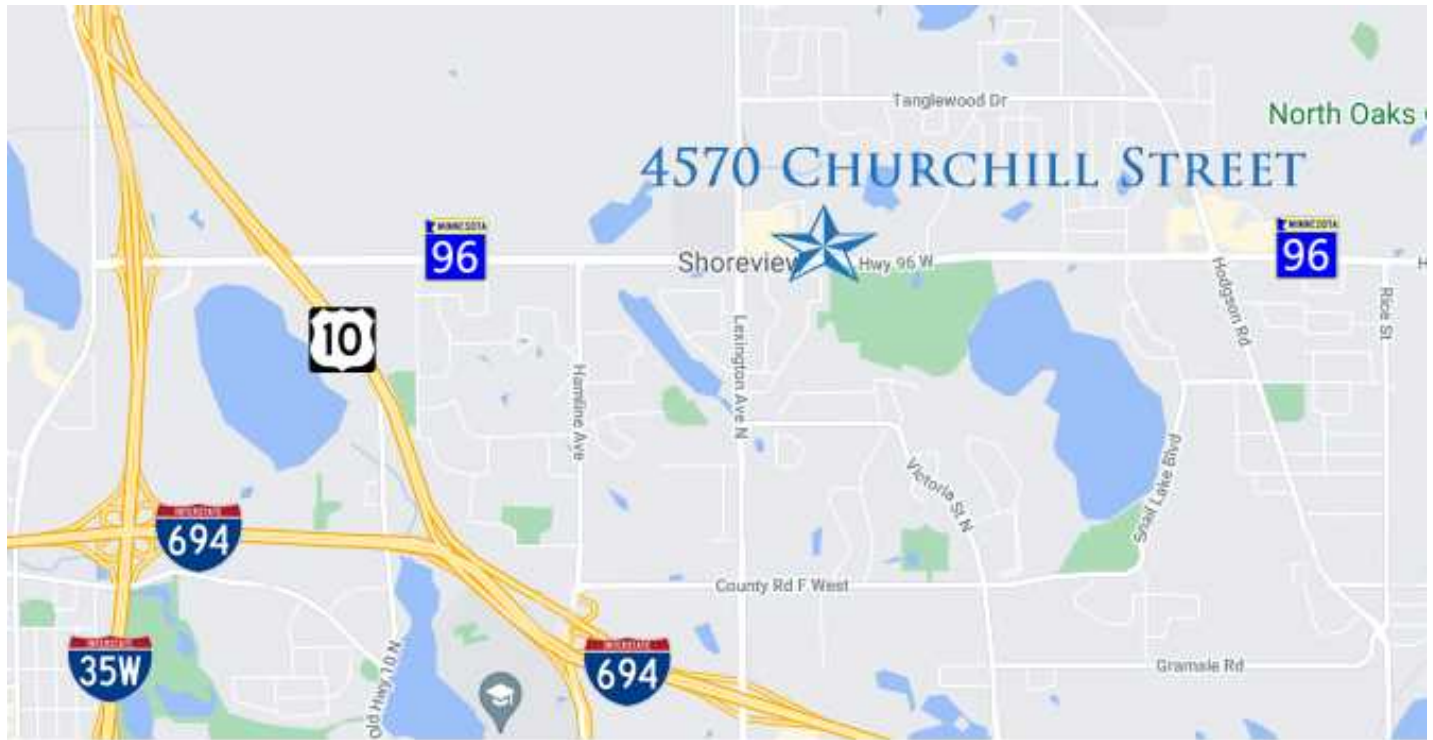 Tanglewood Dr
North Oaks
4570 CHURCHILL STREET
MINNESOTA
96
Shoreview
Hwy 96 W
MINNESOTA
96
H
10
Hodgson Rd
Rice St
Lexington Ave N
Hamline Ave
Victoria St N
Snail Lake Blvd
INTERSTATE
694
County Rd F West
INTERSTATE
35W
Old Hwy 10 N
INTERSTATE
694
Gramsie Rd